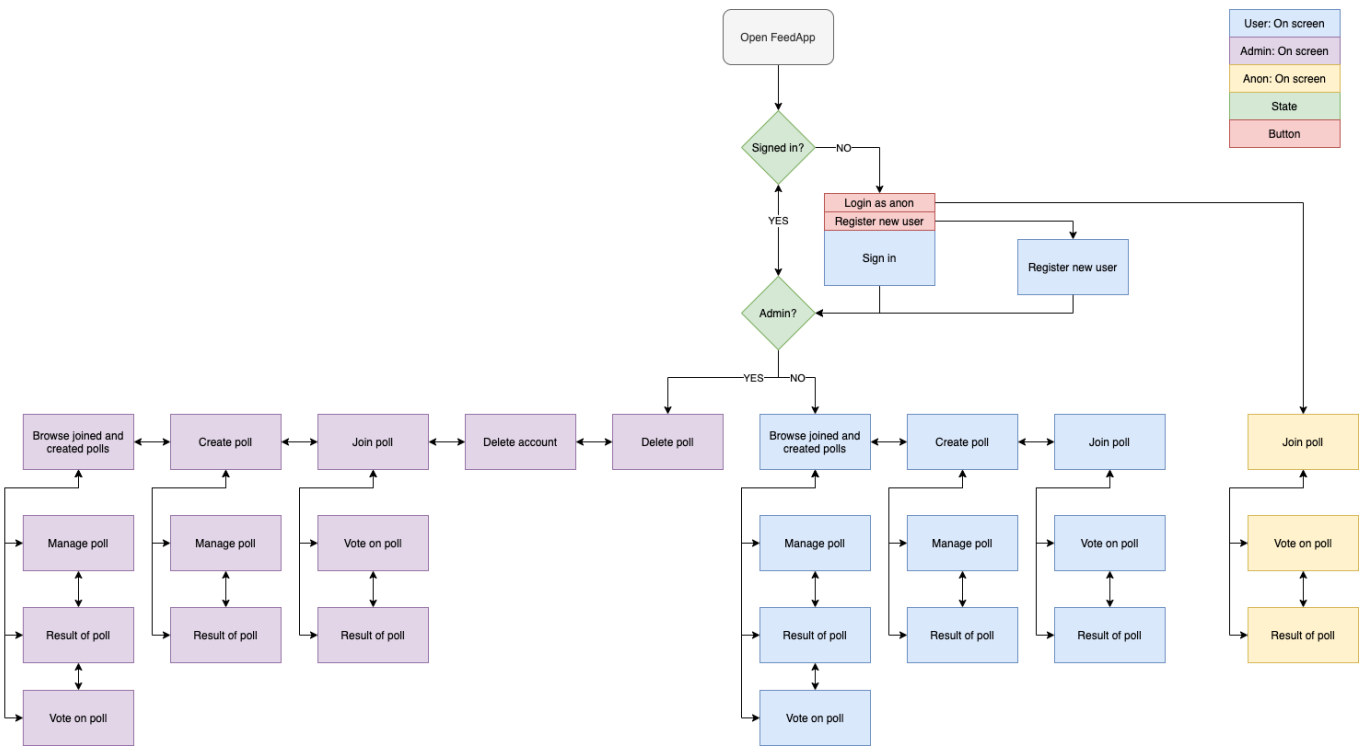 Open FeedApp
User: On screen
Admin: On screen
Anon: On screen
State
Button
Signed in?
NO
Login as anon
Register new user
Sign in
Register new user
YES
Admin?
YES
NO
Browse joined and
created polls
Create poll
Join poll
Delete account
Delete poll
Browse joined and
created polls
Create poll
Join poll
Join poll
Manage poll
Manage poll
Vote on poll
Manage poll
Manage poll
Vote on poll
Vote on poll
Result of poll
Result of poll
Result of poll
Result of poll
Result of poll
Result of poll
Result of poll
Vote on poll
Vote on poll